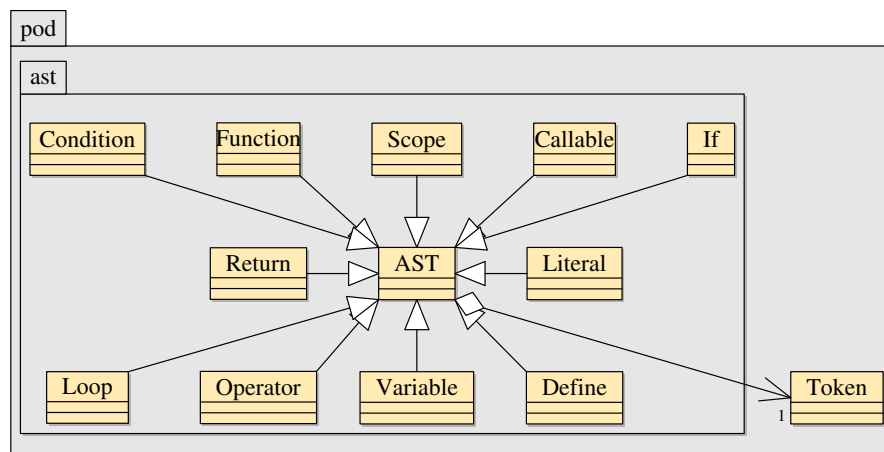 pod
ast
Condition
Function
Scope
Callable
If
Return
AST
Literal
Loop
Operator
Variable
Define
Token
1